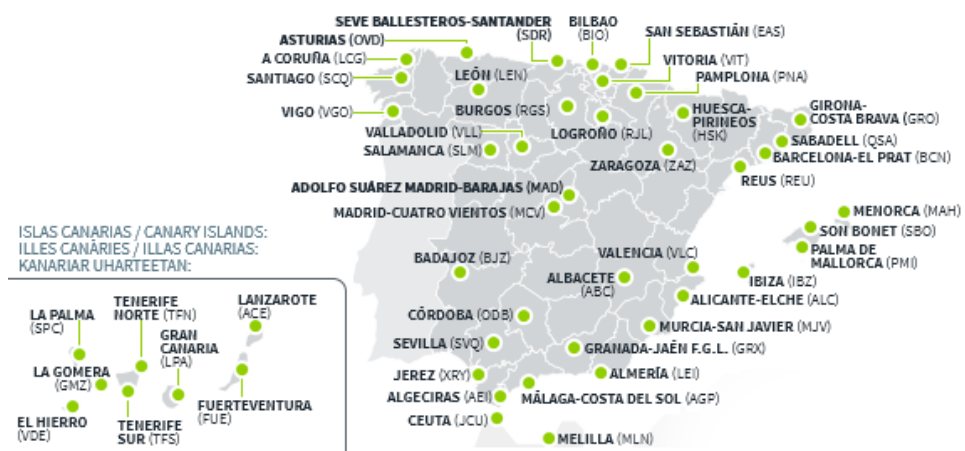 SEVE BALLESTEROS-SANTANDER
(SDR)
BILBAO
(BIO)
SAN SEBASTIÁN (EAS)
ASTURIAS (OVD)
A CORUÑA (LCG)
SANTIAGO (SCQ)
LEÓN (LEN)
VITORIA (VIT)
PAMPLONA (PNA)
VIGO (VGO)
BURGOS (RGS)
HUESCA-
PIRINEOS
(HSK)
GIRONA-
COSTA BRAVA (GRO)
VALLADOLID (VLL)
LOGROÑO (RJL)
SABADELL (QSA)
SALAMANCA (SLM)
ZARAGOZA (ZAZ)
BARCELONA-EL PRAT (BCN)
REUS (REU)
ADOLFO SUÁREZ MADRID-BARAJAS (MAD)
MADRID-CUATRO VIENTOS (MCV)
MENORCA (MAH)
SON BONET (SBO)
PALMA DE
MALLORCA (PMI)
BADAJOZ (BJZ)
VALENCIA (VLC)
ALBACETE
(ABC)
IBIZA (IBZ)
ALICANTE-ELCHE (ALC)
CÓRDOBA (ODB)
MURCIA-SAN JAVIER (MJV)
SEVILLA (SVQ)
GRANADA-JAÉN F.G.L. (GRX)
JEREZ (XRY)
ALMERÍA (LEI)
ALGECIRAS (AEI)
MÁLAGA-COSTA DEL SOL (AGP)
CEUTA (JCU)
MELILLA (MLN)
ISLAS CANARIAS / CANARY ISLANDS:
ILLES CANÀRIES / ILLAS CANARIAS:
KANARIAR UHARTEETAN:
LA PALMA
(SPC)
TENERIFE
NORTE (TFN)
LANZAROTE
(ACE)
GRAN
CANARIA
(LPA)
LA GOMERA
(GMZ)
FUERTEVENTURA
(FUE)
EL HIERRO
(VDE)
TENERIFE
SUR (TFS)